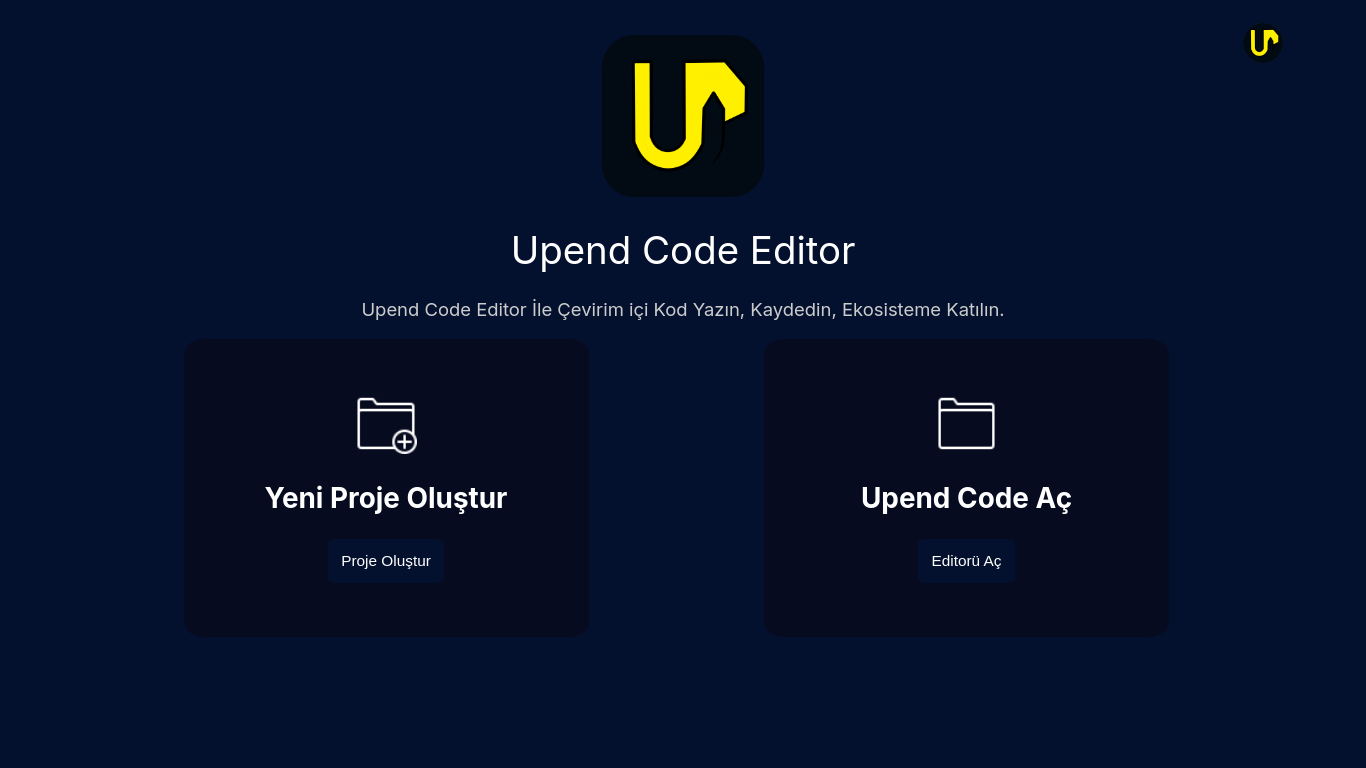 Upend Code Editor
Upend Code Editor İle Çevirim içi Kod Yazın, Kaydedin, Ekosisteme Katılın.
Yeni Proje Oluştur
Proje Oluştur
Upend Code Aç
Editorü Aç